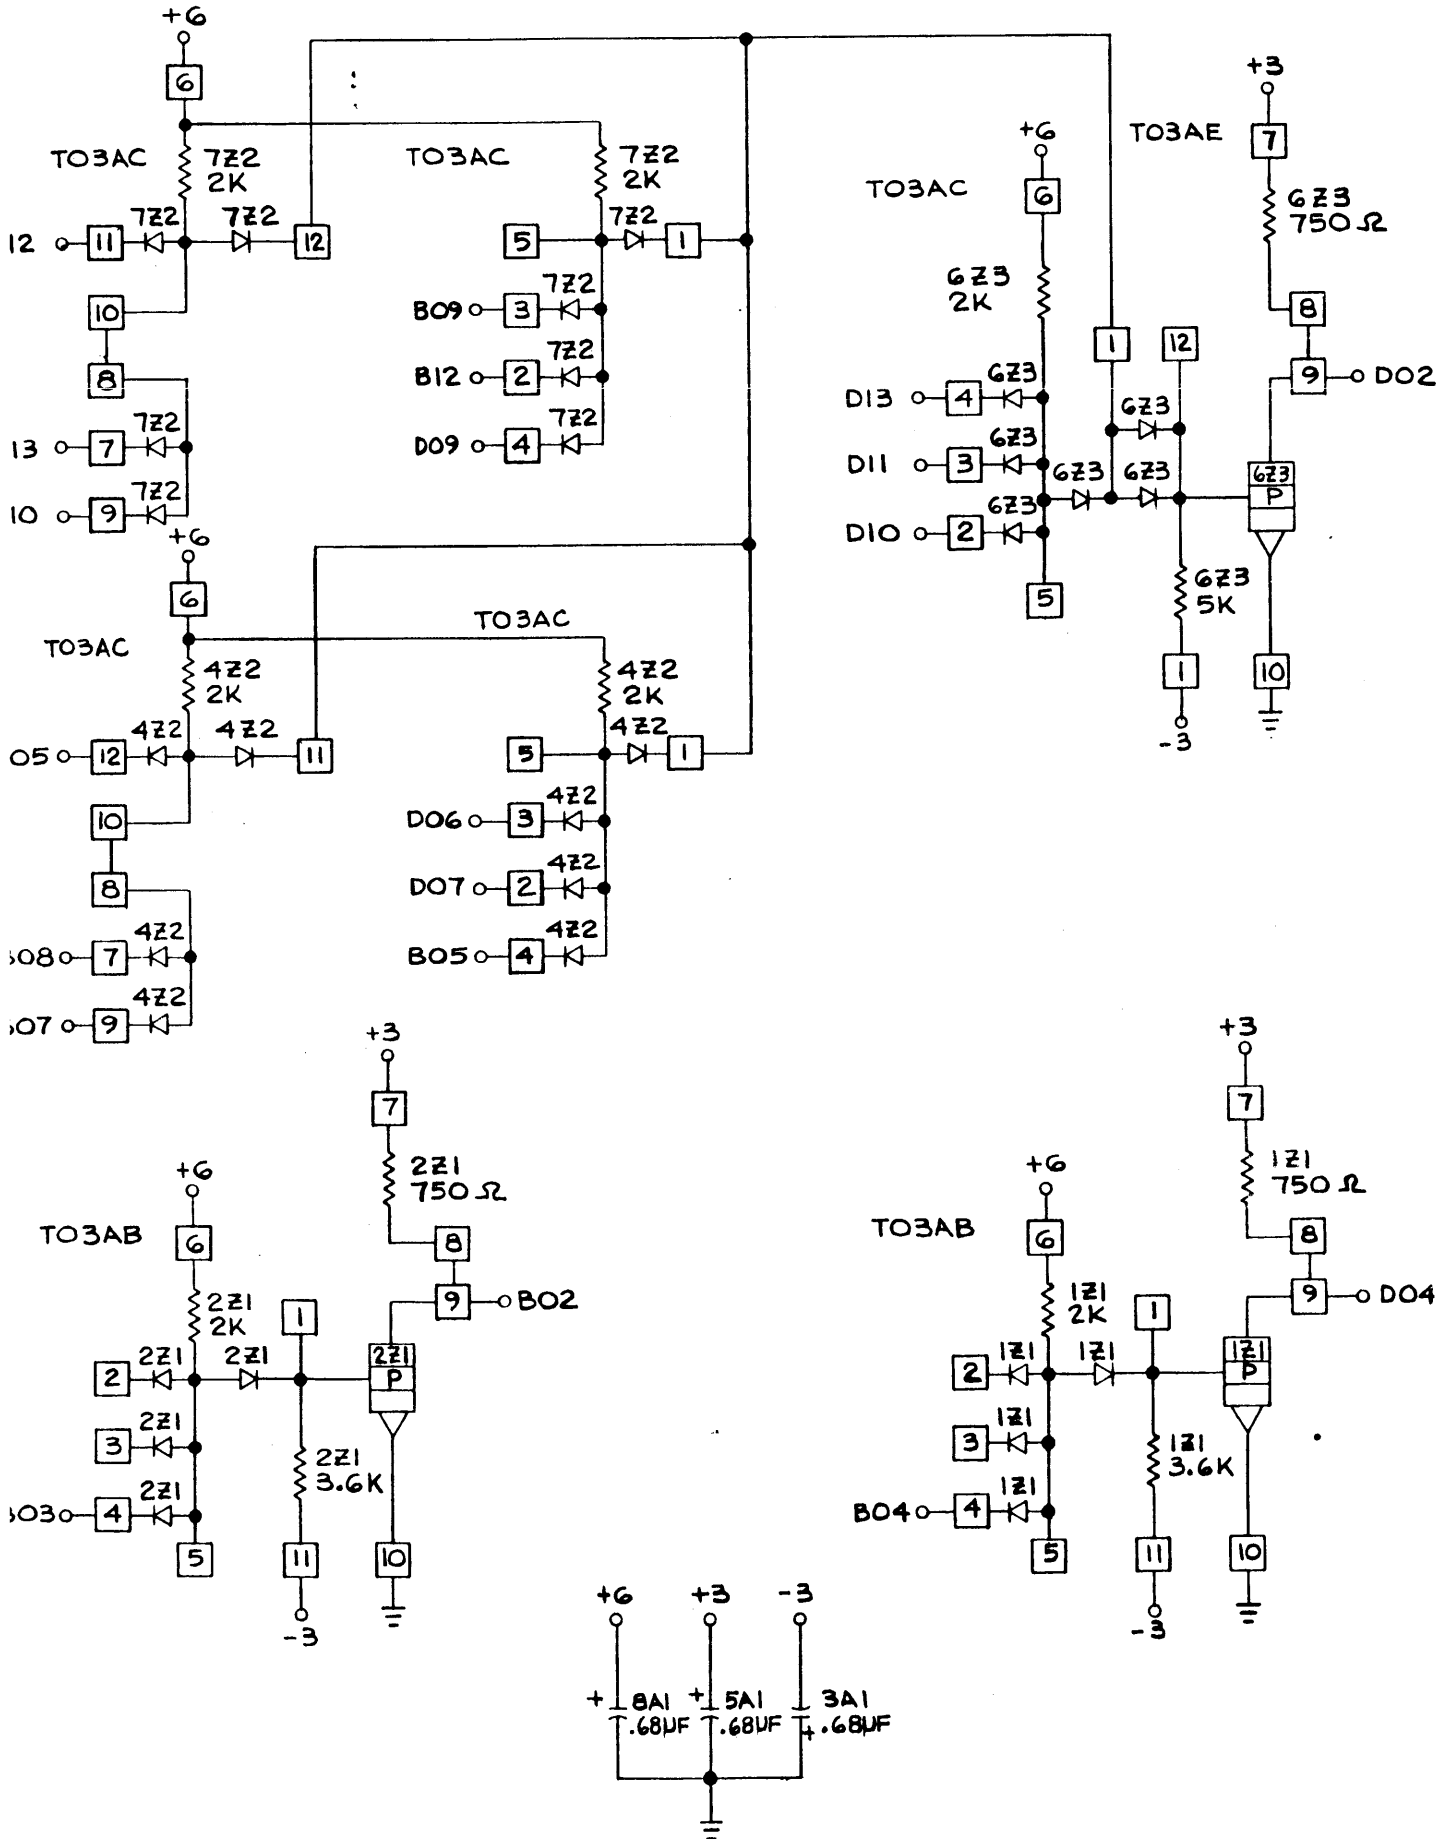 +6
6
TO3AC
7Z2
2K
7Z2
7Z2
12
11
12
10
8
13
7
7Z2
10
9
7Z2
TO3AC
7Z2
2K
5
7Z2
1
B09
3
7Z2
B12
2
7Z2
D09
4
7Z2
+6
6
TO3AC
4Z2
2K
4Z2
4Z2
05
12
11
10
8
08
7
4Z2
07
9
4Z2
TO3AC
4Z2
2K
5
4Z2
1
D06
3
4Z2
D07
2
4Z2
B05
4
4Z2
TO3AC
+6
6
6Z3
2K
D13
4
6Z3
D11
3
6Z3
D10
2
6Z3
5
6Z3
1
12
6Z3
6Z3
6Z3
5K
1
-3
TO3AE
+3
7
6Z3
750 Ω
8
9
D02
6Z3
P
10
TO3AB
+6
6
2Z1
2K
2
2Z1
2Z1
3
2Z1
03
4
2Z1
5
1
2Z1
3.6K
11
-3
+3
7
2Z1
750 Ω
8
9
B02
2Z1
P
10
TO3AB
+6
6
1Z1
2K
2
1Z1
1Z1
3
1Z1
B04
4
1Z1
5
1
1Z1
3.6K
11
-3
+3
7
1Z1
750 Ω
8
9
D04
1Z1
P
10
+6
+3
-3
+
8A1
.68UF
+
5A1
.68UF
3A1
+
.68UF